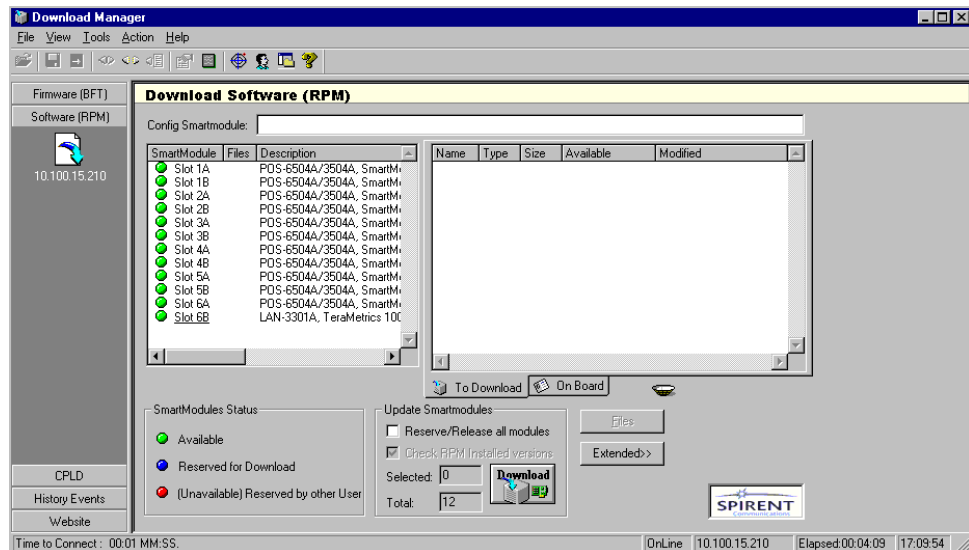 Download Manager
File View Tools Action Help
Firmware (BFT)
Software (RPM)
10.100.15.210
CPLD
History Events
Website
Download Software (RPM)
Config Smartmodule:
SmartModule Files Description
Slot 1A POS-6504A/3504A, SmartM
Slot 1B POS-6504A/3504A, SmartM
Slot 2A POS-6504A/3504A, SmartM
Slot 2B POS-6504A/3504A, SmartM
Slot 3A POS-6504A/3504A, SmartM
Slot 3B POS-6504A/3504A, SmartM
Slot 4A POS-6504A/3504A, SmartM
Slot 4B POS-6504A/3504A, SmartM
Slot 5A POS-6504A/3504A, SmartM
Slot 5B POS-6504A/3504A, SmartM
Slot 6A POS-6504A/3504A, SmartM
Slot 6B LAN-3301A, TeraMetrics 100
Name Type Size Available Modified
To Download On Board
SmartModules Status
Available
Reserved for Download
(Unavailable) Reserved by other User
Update Smartmodules
Reserve/Release all modules
Check RPM Installed versions
Selected: 0
Total: 12
Download
Files
Extended>>
SPIRENT
Communications
Time to Connect : 00:01 MM:SS.
OnLine 10.100.15.210 Elapsed:00:04:09 17:09:54